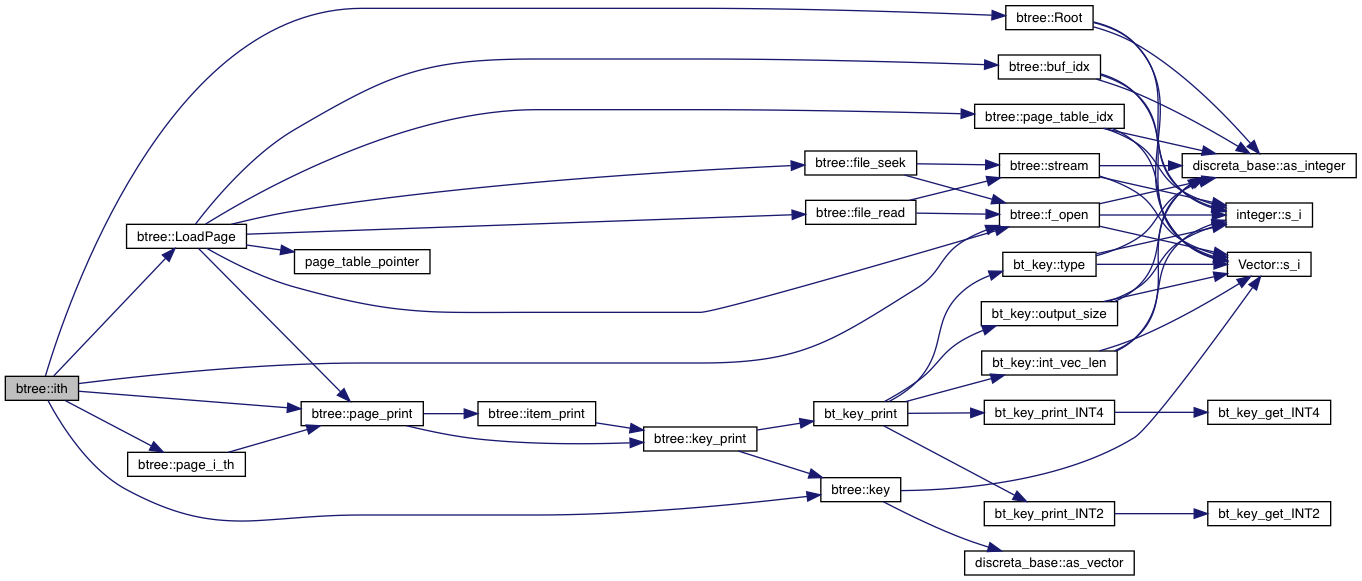 btree::Root
btree::buf_idx
btree::page_table_idx
btree::file_seek
btree::stream
discreta_base::as_integer
btree::file_read
btree::f_open
integer::s_i
btree::LoadPage
page_table_pointer
bt_key::type
Vector::s_i
bt_key::output_size
bt_key::int_vec_len
btree::ith
btree::page_print
btree::item_print
bt_key_print
bt_key_print_INT4
bt_key_get_INT4
btree::key_print
btree::page_i_th
btree::key
bt_key_print_INT2
bt_key_get_INT2
discreta_base::as_vector